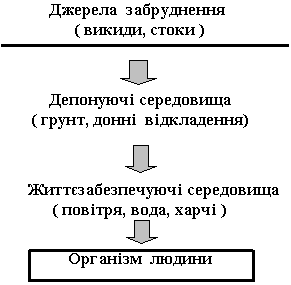 Джерела забруднення
( викиди, стоки )
Депонуючі середовища
( грунт, донні відкладення)
Життєзабезпечуючі середовища
( повітря, вода, харчі )
Організм людини